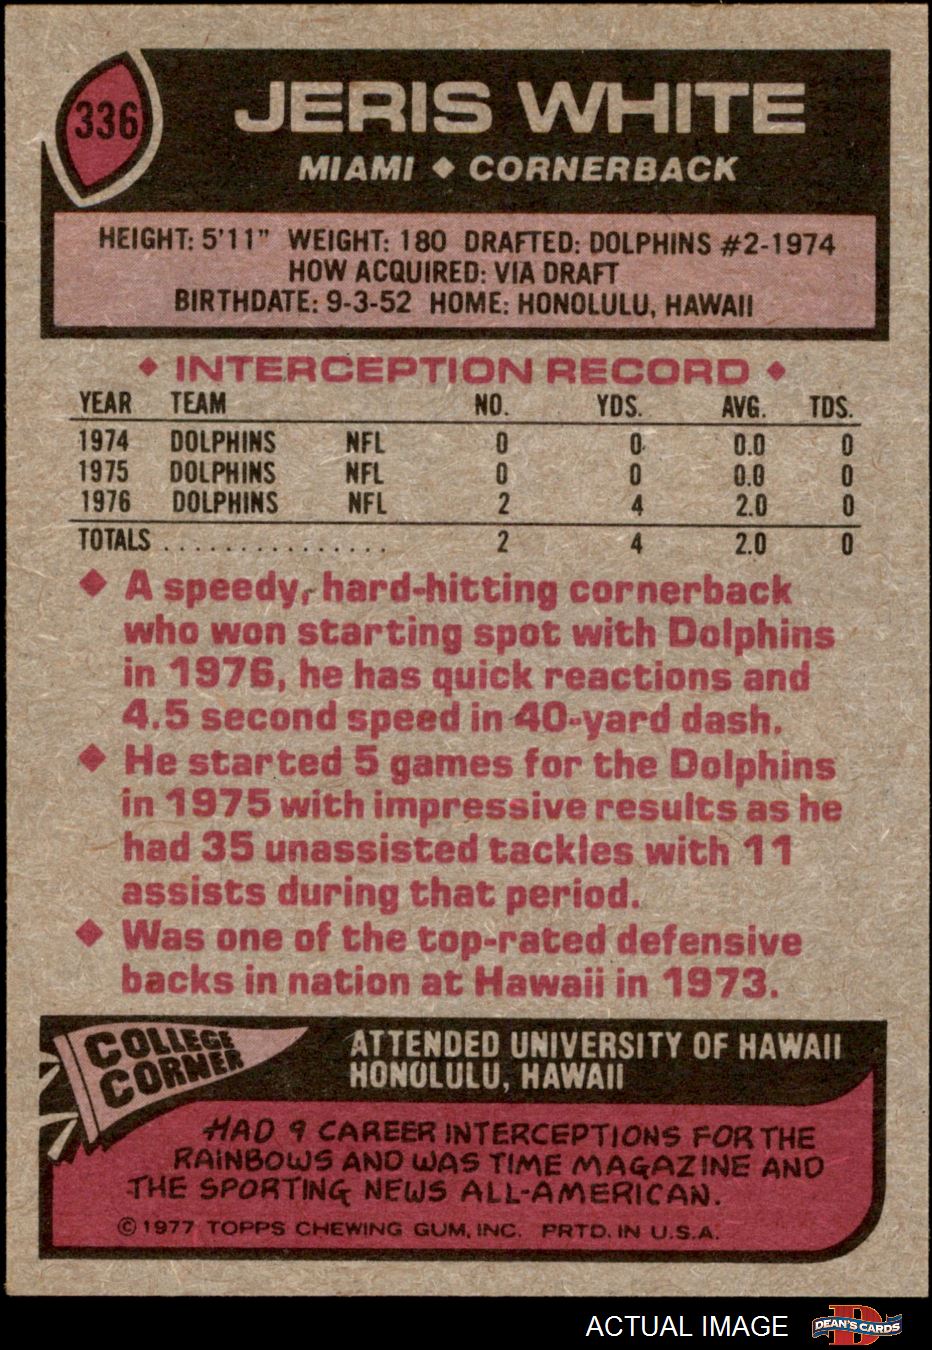 336
JERIS WHITE
MIAMI ◆ CORNERBACK
HEIGHT: 5'11" WEIGHT: 180 DRAFTED: DOLPHINS #2-1974
HOW ACQUIRED: VIA DRAFT
BIRTHDATE: 9-3-52 HOME: HONOLULU, HAWAII
◆ INTERCEPTION RECORD ◆
YEAR TEAM NO. YDS. AVG. TDS.
1974 DOLPHINS NFL 0 0 0.0 0
1975 DOLPHINS NFL 0 0 0.0 0
1976 DOLPHINS NFL 2 4 2.0 0
TOTALS . . . . . . . . . . . . . . . 2 4 2.0 0
◆ A speedy, hard-hitting cornerback
who won starting spot with Dolphins
in 1976, he has quick reactions and
4.5 second speed in 40-yard dash.
◆ He started 5 games for the Dolphins
in 1975 with impressive results as he
had 35 unassisted tackles with 11
assists during that period.
◆ Was one of the top-rated defensive
backs in nation at Hawaii in 1973.
COLLEGE
CORNER
ATTENDED UNIVERSITY OF HAWAII
HONOLULU, HAWAII
HAD 9 CAREER INTERCEPTIONS FOR THE
RAINBOWS AND WAS TIME MAGAZINE AND
THE SPORTING NEWS ALL-AMERICAN.
© 1977 TOPPS CHEWING GUM, INC. PRTD. IN U.S.A.
ACTUAL IMAGE
D
DEAN'S CARDS